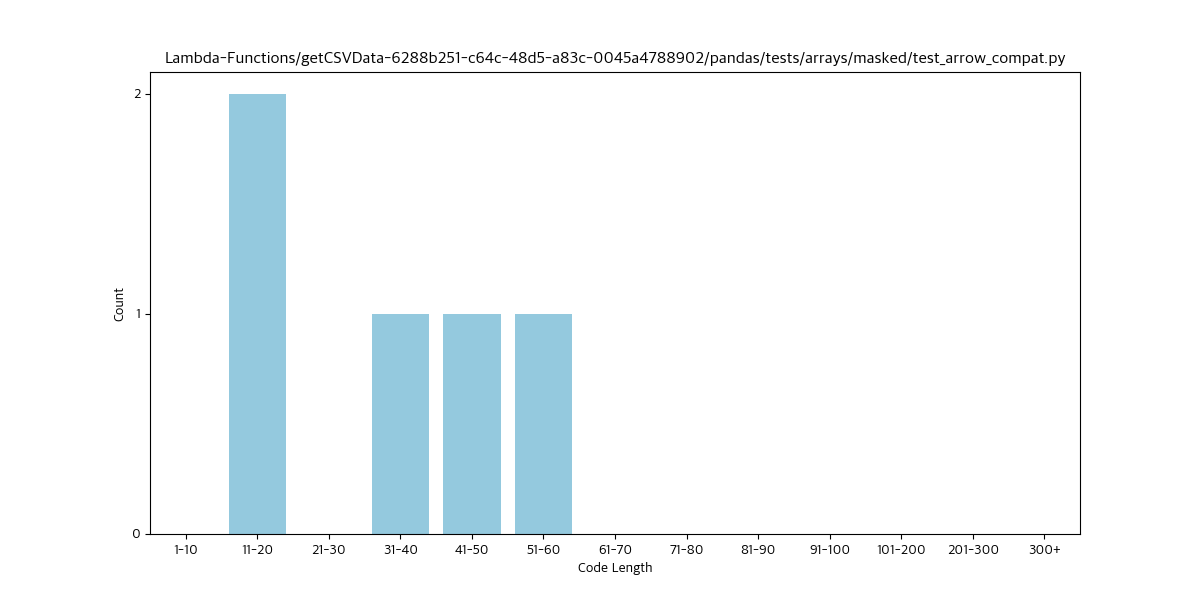 Lambda-Functions/getCSVData-6288b251-c64c-48d5-a83c-0045a4788902/pandas/tests/arrays/masked/test_arrow_compat.py
2
1
0
Count
1-10 11-20 21-30 31-40 41-50 51-60 61-70 71-80 81-90 91-100 101-200 201-300 300+
Code Length